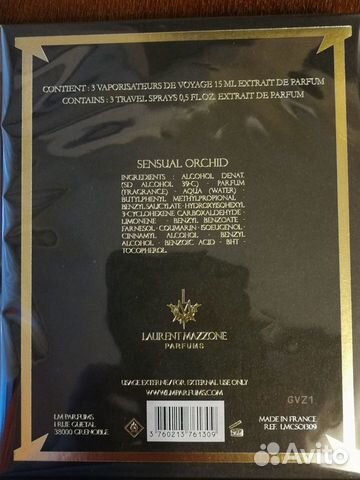 CONTIENT : 3 VAPORISATEURS DE VOYAGE 15 ML EXTRAIT DE PARFUM
CONTAINS : 3 TRAVEL SPRAYS 0,5 FL.OZ. EXTRAIT DE PARFUM
SENSUAL ORCHID
INGREDIENTS : ALCOHOL DENAT.
(SD ALCOHOL 39-C) - PARFUM
(FRAGRANCE) - AQUA (WATER)
BUTYLPHENYL METHYLPROPIONAL
BENZYL SALICYLATE - HYDROXYISOHEXYL
3-CYCLOHEXENE CARBOXALDEHYDE -
LIMONENE - BENZYL BENZOATE -
FARNESOL - COUMARIN - ISOEUGENOL -
CINNAMYL ALCOHOL - BENZYL
ALCOHOL - BENZOIC ACID - BHT -
TOCOPHEROL.
LM
LAURENT MAZZONE
PARFUMS
USAGE EXTERNE/FOR EXTERNAL USE ONLY
WWW.LMPARFUMS.COM
GVZ1
LM PARFUMS
1 RUE GUETAL
38000 GRENOBLE
3 760213 761309
MADE IN FRANCE
REF. LMCSO1309
Avito